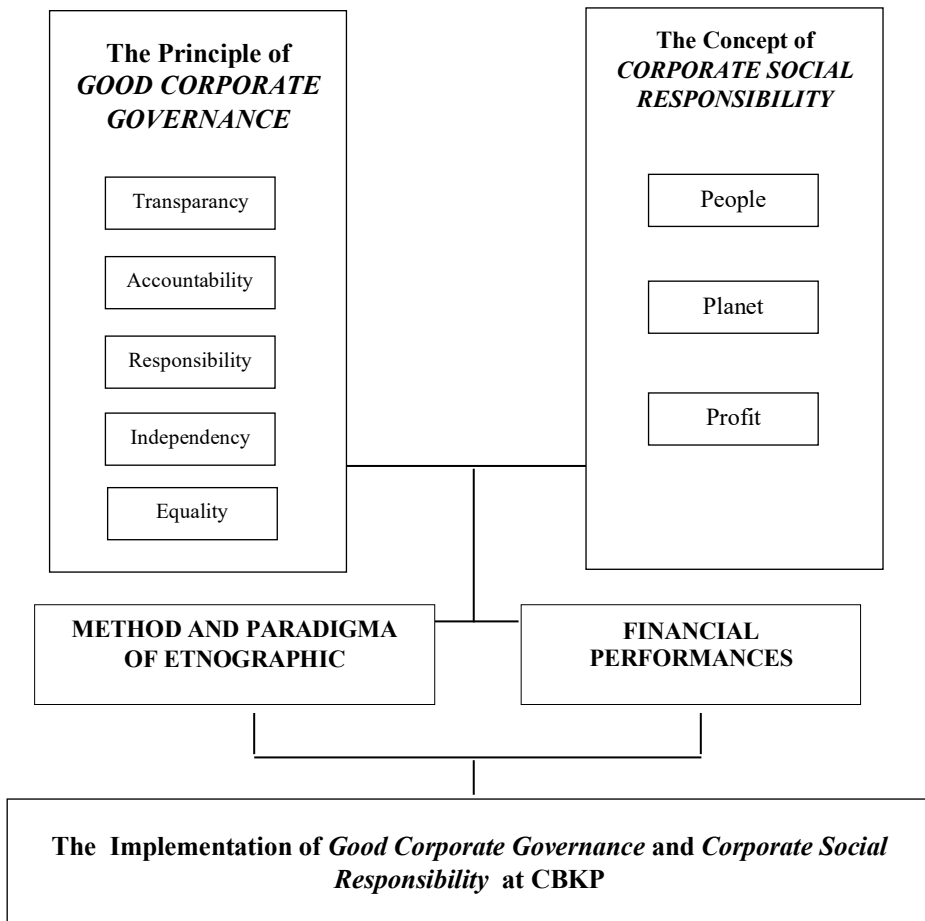 The Principle of
GOOD CORPORATE
GOVERNANCE
Transparancy
Accountability
Responsibility
Independency
Equality
The Concept of
CORPORATE SOCIAL
RESPONSIBILITY
People
Planet
Profit
METHOD AND PARADIGMA
OF ETNOGRAPHIC
FINANCIAL
PERFORMANCES
The Implementation of Good Corporate Governance and Corporate Social
Responsibility at CBKP